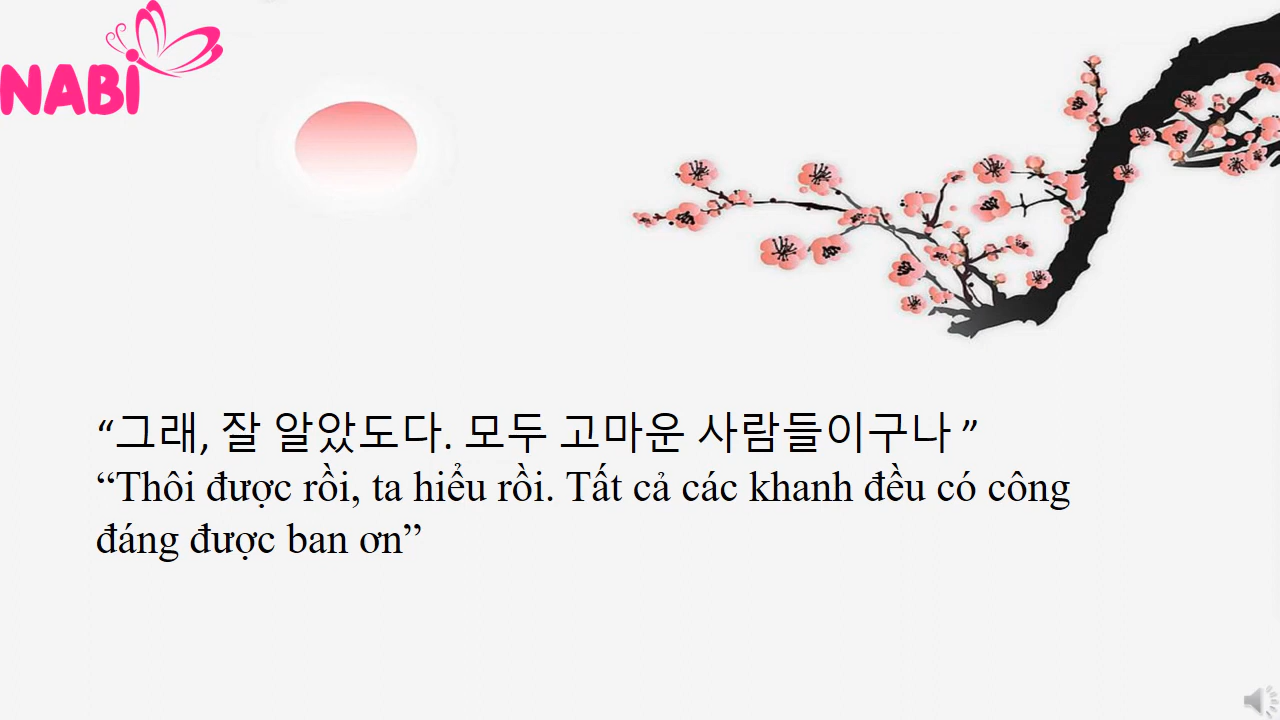 NABi
“그래, 잘 알았도다. 모두 고마운 사람들이구나 ”
“Thôi được rồi, ta hiểu rồi. Tất cả các khanh đều có công
đáng được ban ơn”